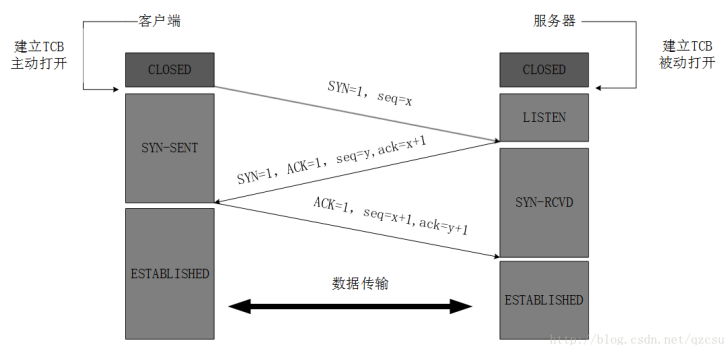 客户端
服务器
建立TCB
主动打开
建立TCB
被动打开
CLOSED
CLOSED
SYN=1, seq=x
LISTEN
SYN-SENT
SYN=1, ACK=1, seq=y,ack=x+1
SYN-RCVD
ACK=1, seq=x+1,ack=y+1
ESTABLISHED
数据传输
ESTABLISHED
http://blog.csdn.net/qzcsu